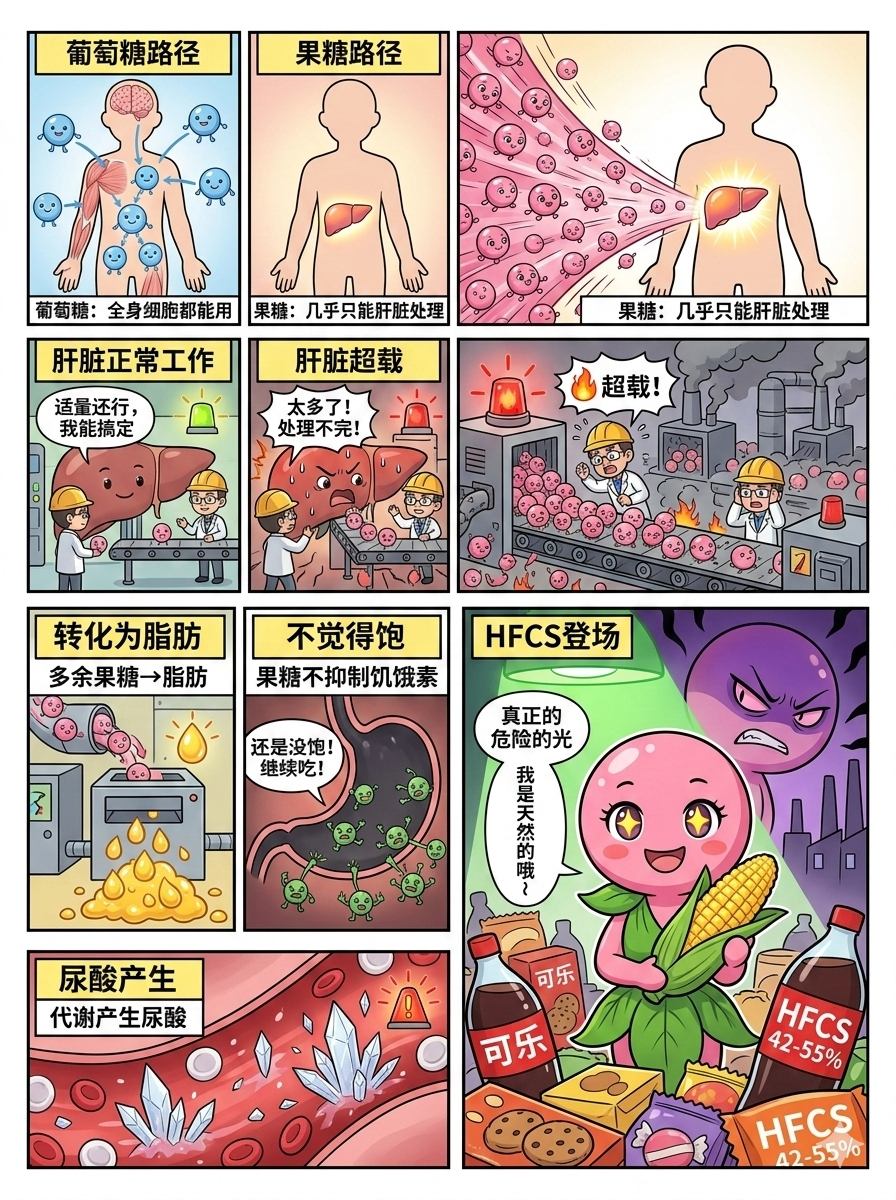 葡萄糖路径
葡萄糖：全身细胞都能用
果糖路径
果糖：几乎只能肝脏处理
果糖：几乎只能肝脏处理
肝脏正常工作
适量还行，
我能搞定
肝脏超载
太多了！
处理不完！
超载！
转化为脂肪
多余果糖→脂肪
不觉得饱
果糖不抑制饥饿素
还是没饱！
继续吃！
HFCS登场
真正的
危险的光
我是天然的哦~
可乐
可乐
HFCS
42-55%
HFCS
42-55%
尿酸产生
代谢产生尿酸